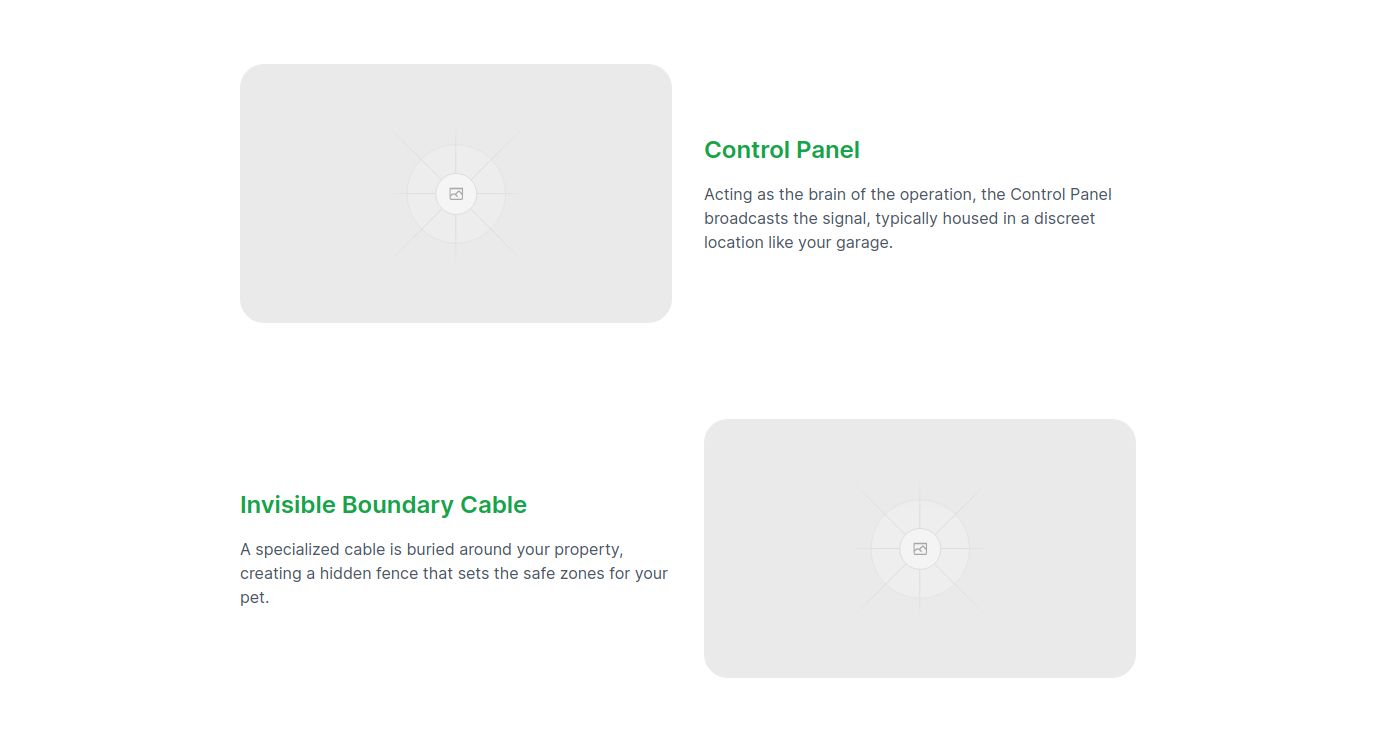 Control Panel
Acting as the brain of the operation, the Control Panel
broadcasts the signal, typically housed in a discreet
location like your garage.
Invisible Boundary Cable
A specialized cable is buried around your property,
creating a hidden fence that sets the safe zones for your
pet.